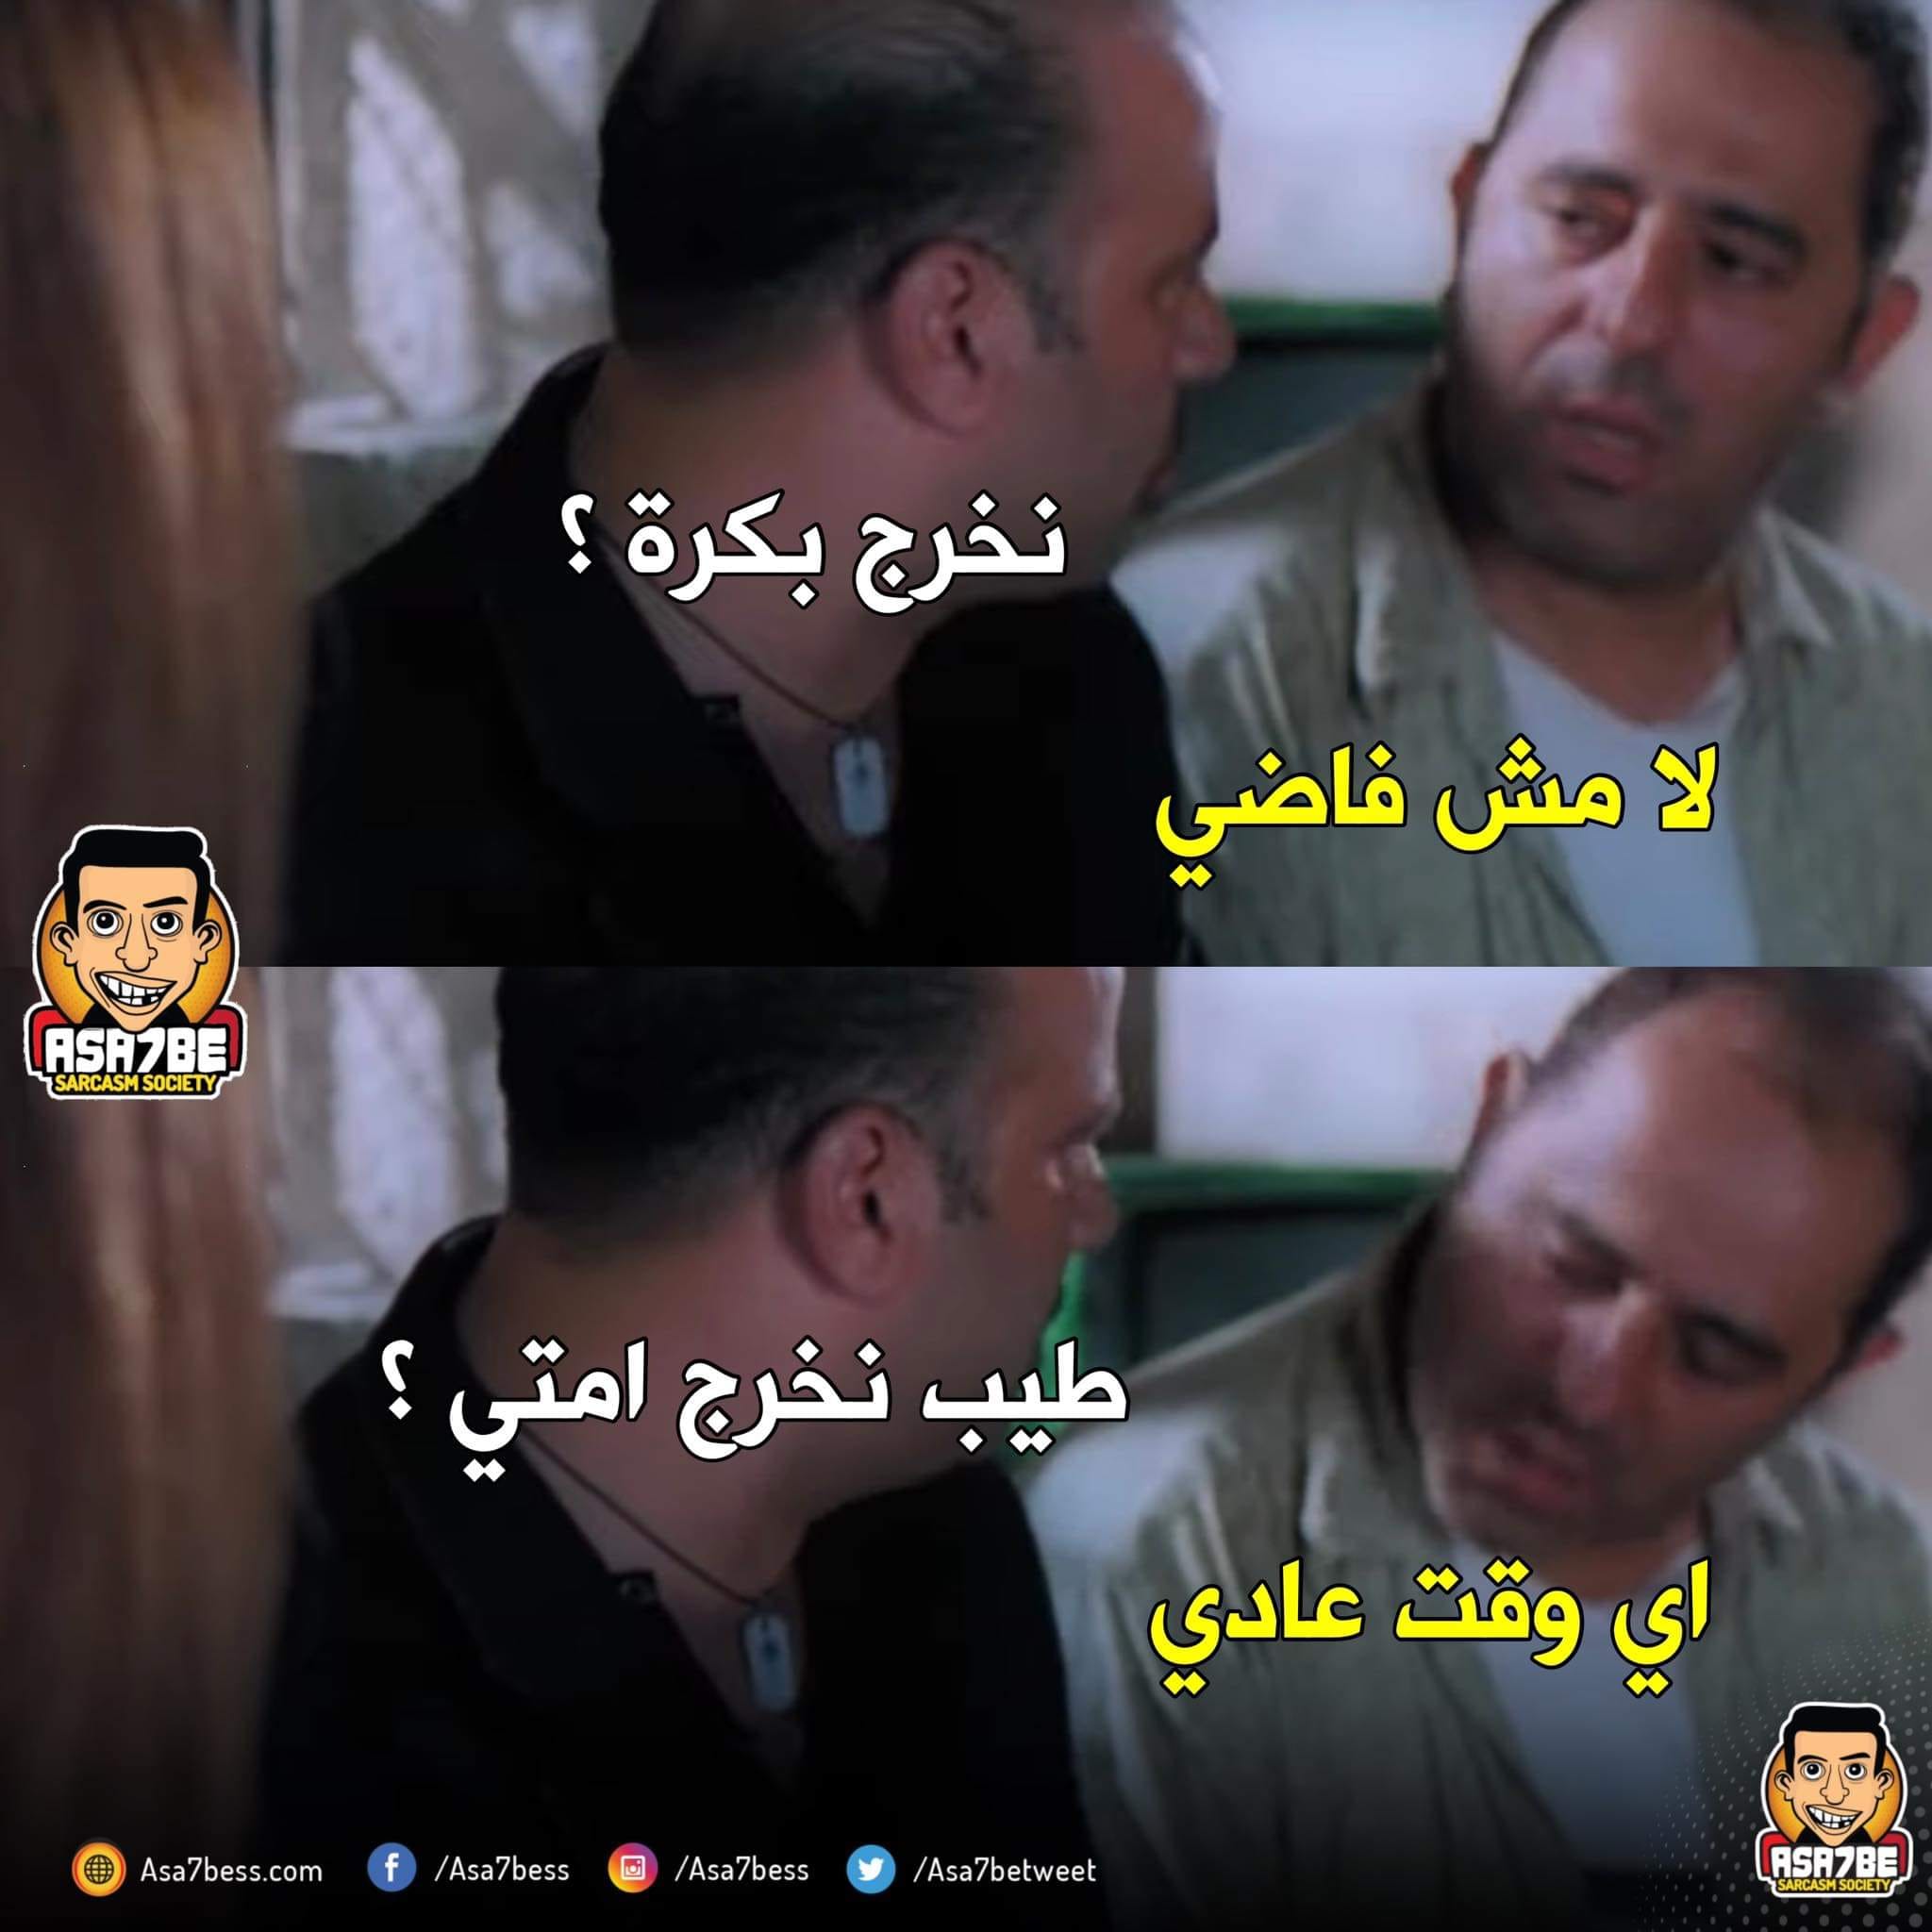 نخرج بكرة ؟
لا مش فاضي
ASA7BE
SARCASM SOCIETY
طيب نخرج امتي ؟
اي وقت عادي
Asa7bess.com
/Asa7bess
/Asa7bess
/Asa7betweet
ASA7BE
SARCASM SOCIETY